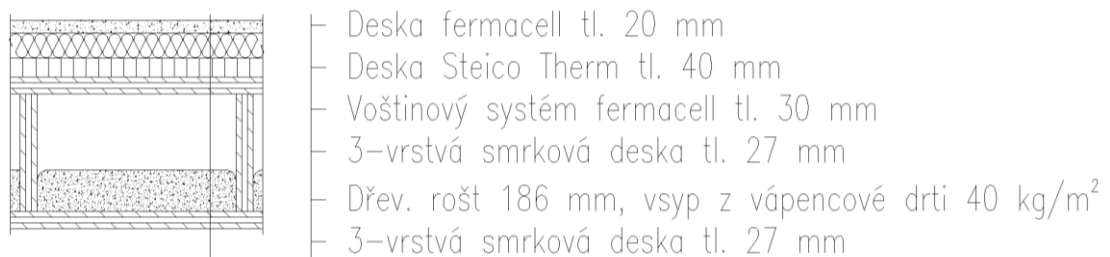 Deska fermacell tl. 20 mm
Deska Steico Therm tl. 40 mm
Voštinový systém fermacell tl. 30 mm
3-vrstvá smrková deska tl. 27 mm
Dřev. rošt 186 mm, vsyp z vápencové drti 40 kg/m²
3-vrstvá smrková deska tl. 27 mm